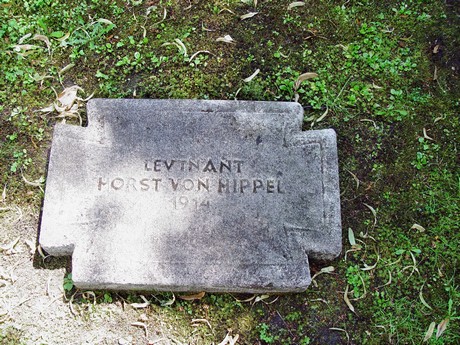 LEVTNANT
HORST VON HIPPEL
1914